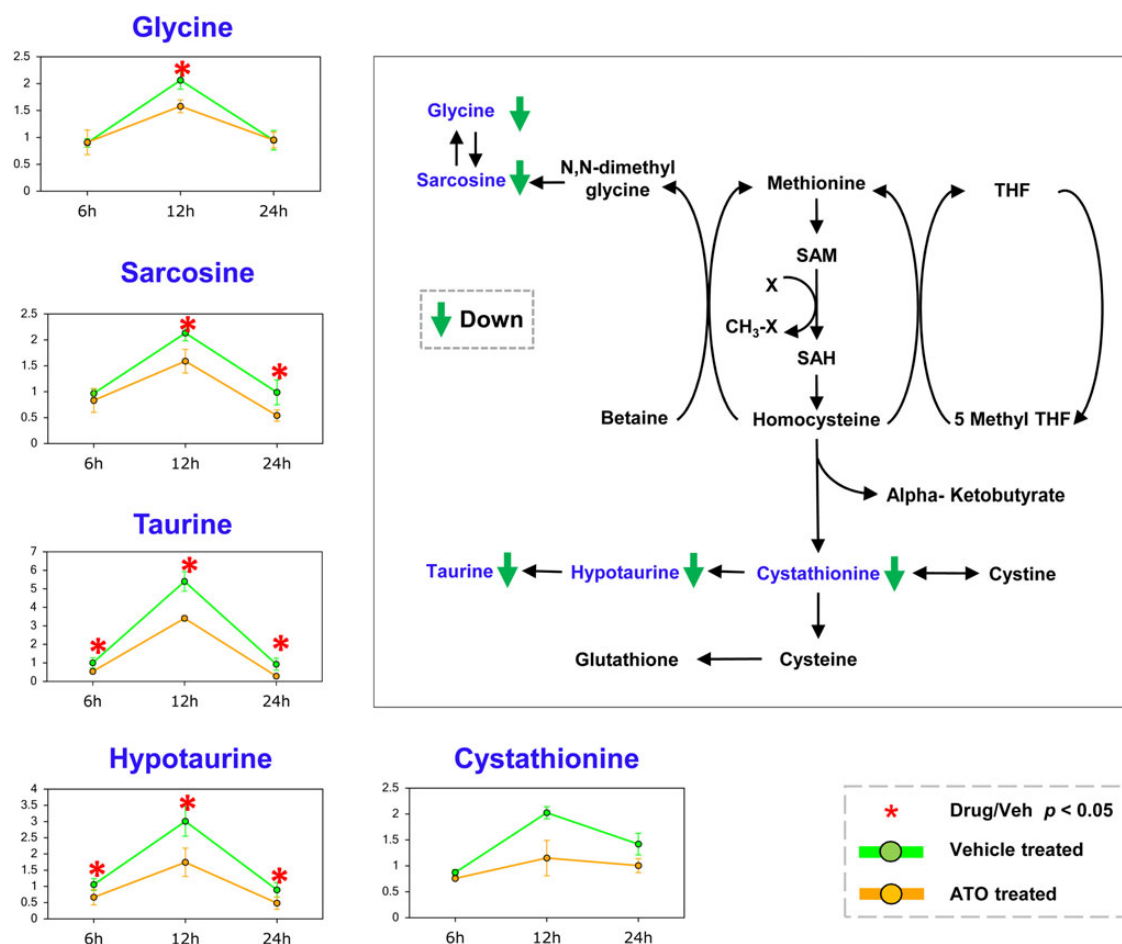 Glycine
2.5
2
1.5
1
0.5
0
*
6h 12h 24h
Sarcosine
2.5
2
1.5
1
0.5
0
* *
6h 12h 24h
Taurine
7
6
5
4
3
2
1
0
* * *
6h 12h 24h
Hypotaurine
4
3.5
3
2.5
2
1.5
1
0.5
0
* * *
6h 12h 24h
Cystathionine
2.5
2
1.5
1
0.5
0
6h 12h 24h
Glycine
Sarcosine
N,N-dimethyl
glycine
Methionine
THF
SAM
X
CH3-X
SAH
Down
Betaine
Homocysteine
5 Methyl THF
Alpha- Ketobutyrate
Taurine
Hypotaurine
Cystathionine
Cystine
Glutathione
Cysteine
* Drug/Veh p < 0.05
Vehicle treated
ATO treated